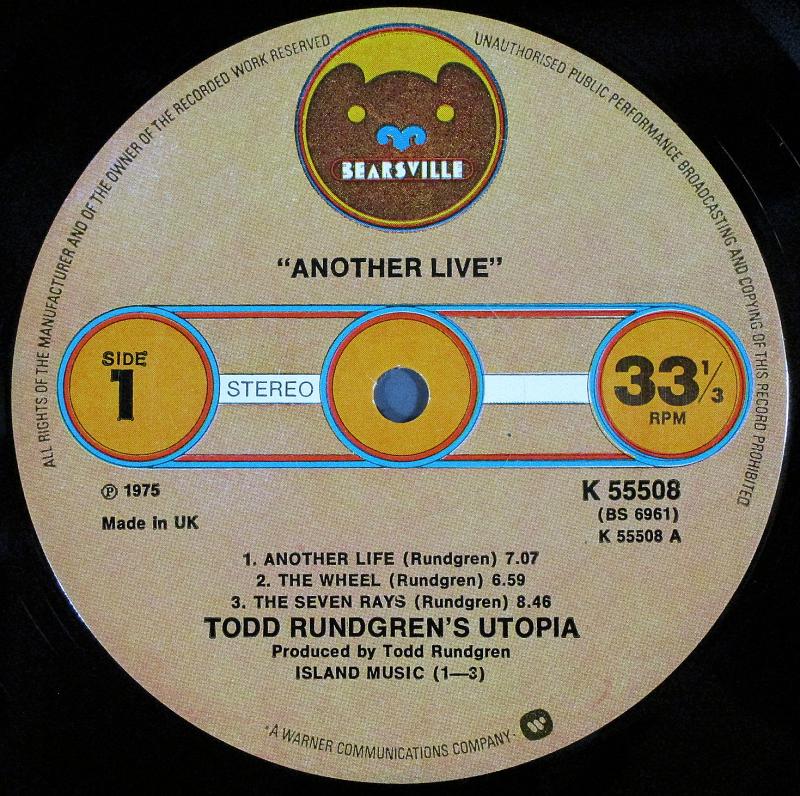 ALL RIGHTS OF THE MANUFACTURER AND OF THE OWNER OF THE RECORDED WORK RESERVED
UNAUTHORISED PUBLIC PERFORMANCE BROADCASTING AND COPYING OF THIS RECORD PROHIBITED
BEARSVILLE
“ANOTHER LIVE”
SIDE
1
STEREO
33 1/3
RPM
℗ 1975
K 55508
Made in UK
(BS 6961)
K 55508 A
1. ANOTHER LIFE (Rundgren) 7.07
2. THE WHEEL (Rundgren) 6.59
3. THE SEVEN RAYS (Rundgren) 8.46
TODD RUNDGREN'S UTOPIA
Produced by Todd Rundgren
ISLAND MUSIC (1—3)
·A WARNER COMMUNICATIONS COMPANY·